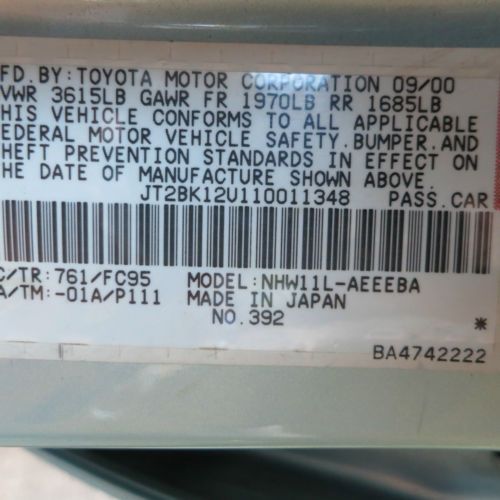 FD. BY: TOYOTA MOTOR CORPORATION 09/00
VWR 3615LB GAWR FR 1970LB RR 1685LB
HIS VEHICLE CONFORMS TO ALL APPLICABLE
EDERAL MOTOR VEHICLE SAFETY.BUMPER.AND
HEFT PREVENTION STANDARDS IN EFFECT ON
HE DATE OF MANUFACTURE SHOWN ABOVE.
JT2BK12U110011348 PASS.CAR
C/TR: 761/FC95 MODEL: NHW11L-AEEEBA
A/TM: -01A/P111 MADE IN JAPAN
NO.392 *
BA4742222